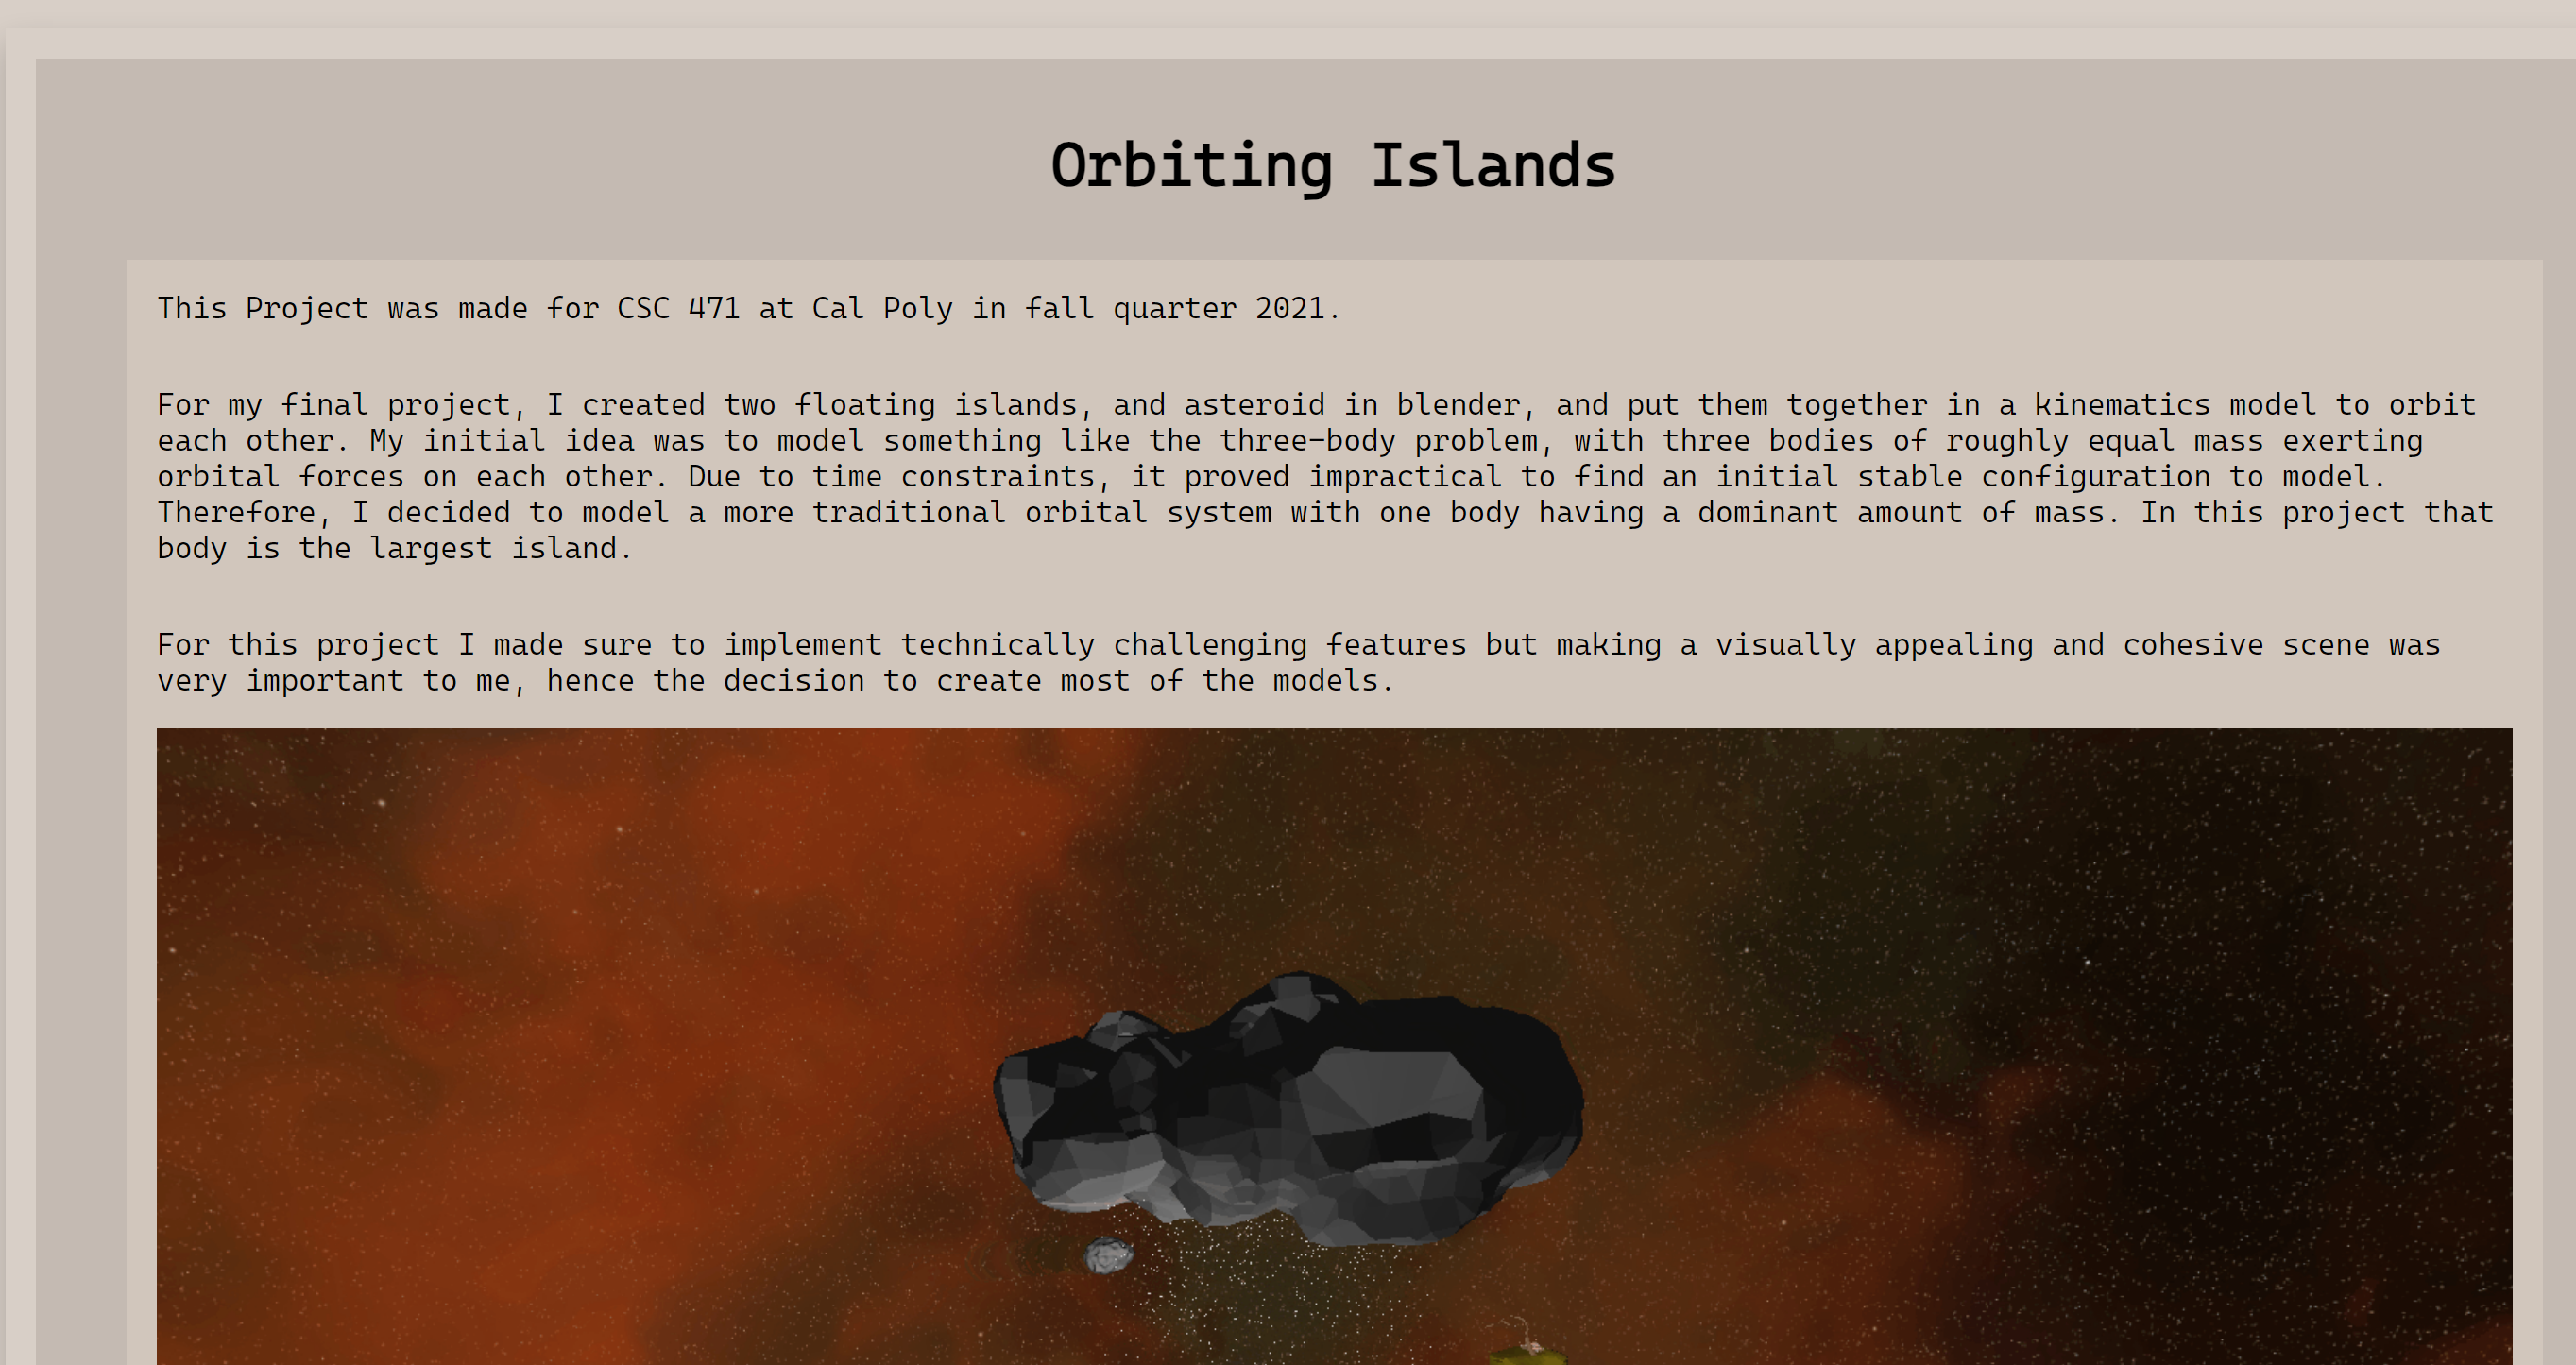 Orbiting Islands
This Project was made for CSC 471 at Cal Poly in fall quarter 2021.
For my final project, I created two floating islands, and asteroid in blender, and put them together in a kinematics model to orbit
each other. My initial idea was to model something like the three-body problem, with three bodies of roughly equal mass exerting
orbital forces on each other. Due to time constraints, it proved impractical to find an initial stable configuration to model.
Therefore, I decided to model a more traditional orbital system with one body having a dominant amount of mass. In this project that
body is the largest island.
For this project I made sure to implement technically challenging features but making a visually appealing and cohesive scene was
very important to me, hence the decision to create most of the models.